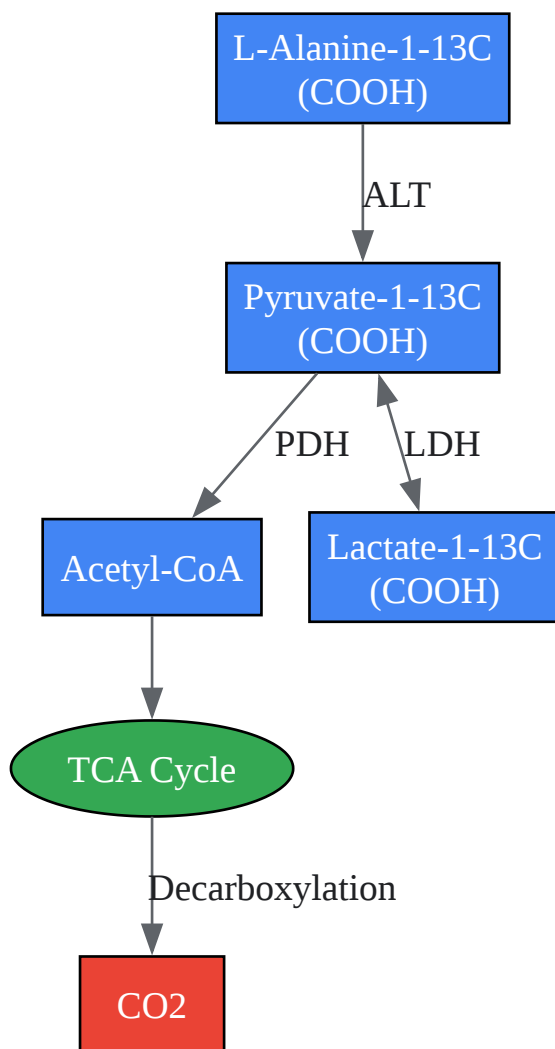 L-Alanine-1-13C
(COOH)
ALT
Pyruvate-1-13C
(COOH)
PDH
LDH
Acetyl-CoA
Lactate-1-13C
(COOH)
TCA Cycle
Decarboxylation
CO2